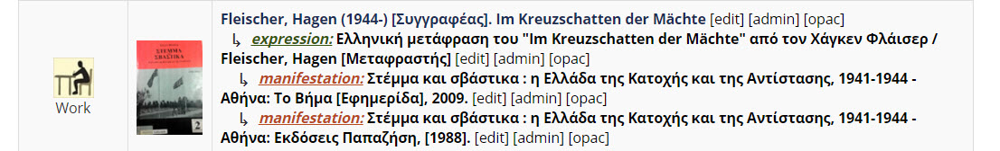 Fleischer, Hagen (1944-) [Συγγραφέας]. Im Kreuzschatten der Mächte [edit] [admin] [opac]
↳ expression: Ελληνική μετάφραση του "Im Kreuzschatten der Mächte" από τον Χάγκεν Φλάισερ /
Fleischer, Hagen [Μεταφραστής] [edit] [admin] [opac]
↳ manifestation: Στέμμα και σβάστικα : η Ελλάδα της Κατοχής και της Αντίστασης, 1941-1944 -
Αθήνα: Το Βήμα [Εφημερίδα], 2009. [edit] [admin] [opac]
↳ manifestation: Στέμμα και σβάστικα : η Ελλάδα της Κατοχής και της Αντίστασης, 1941-1944 -
Αθήνα: Εκδόσεις Παπαζήση, [1988]. [edit] [admin] [opac]
Work
ΣΤΕΜΜΑ
ΣΒΑΣΤΙΚΑ
2